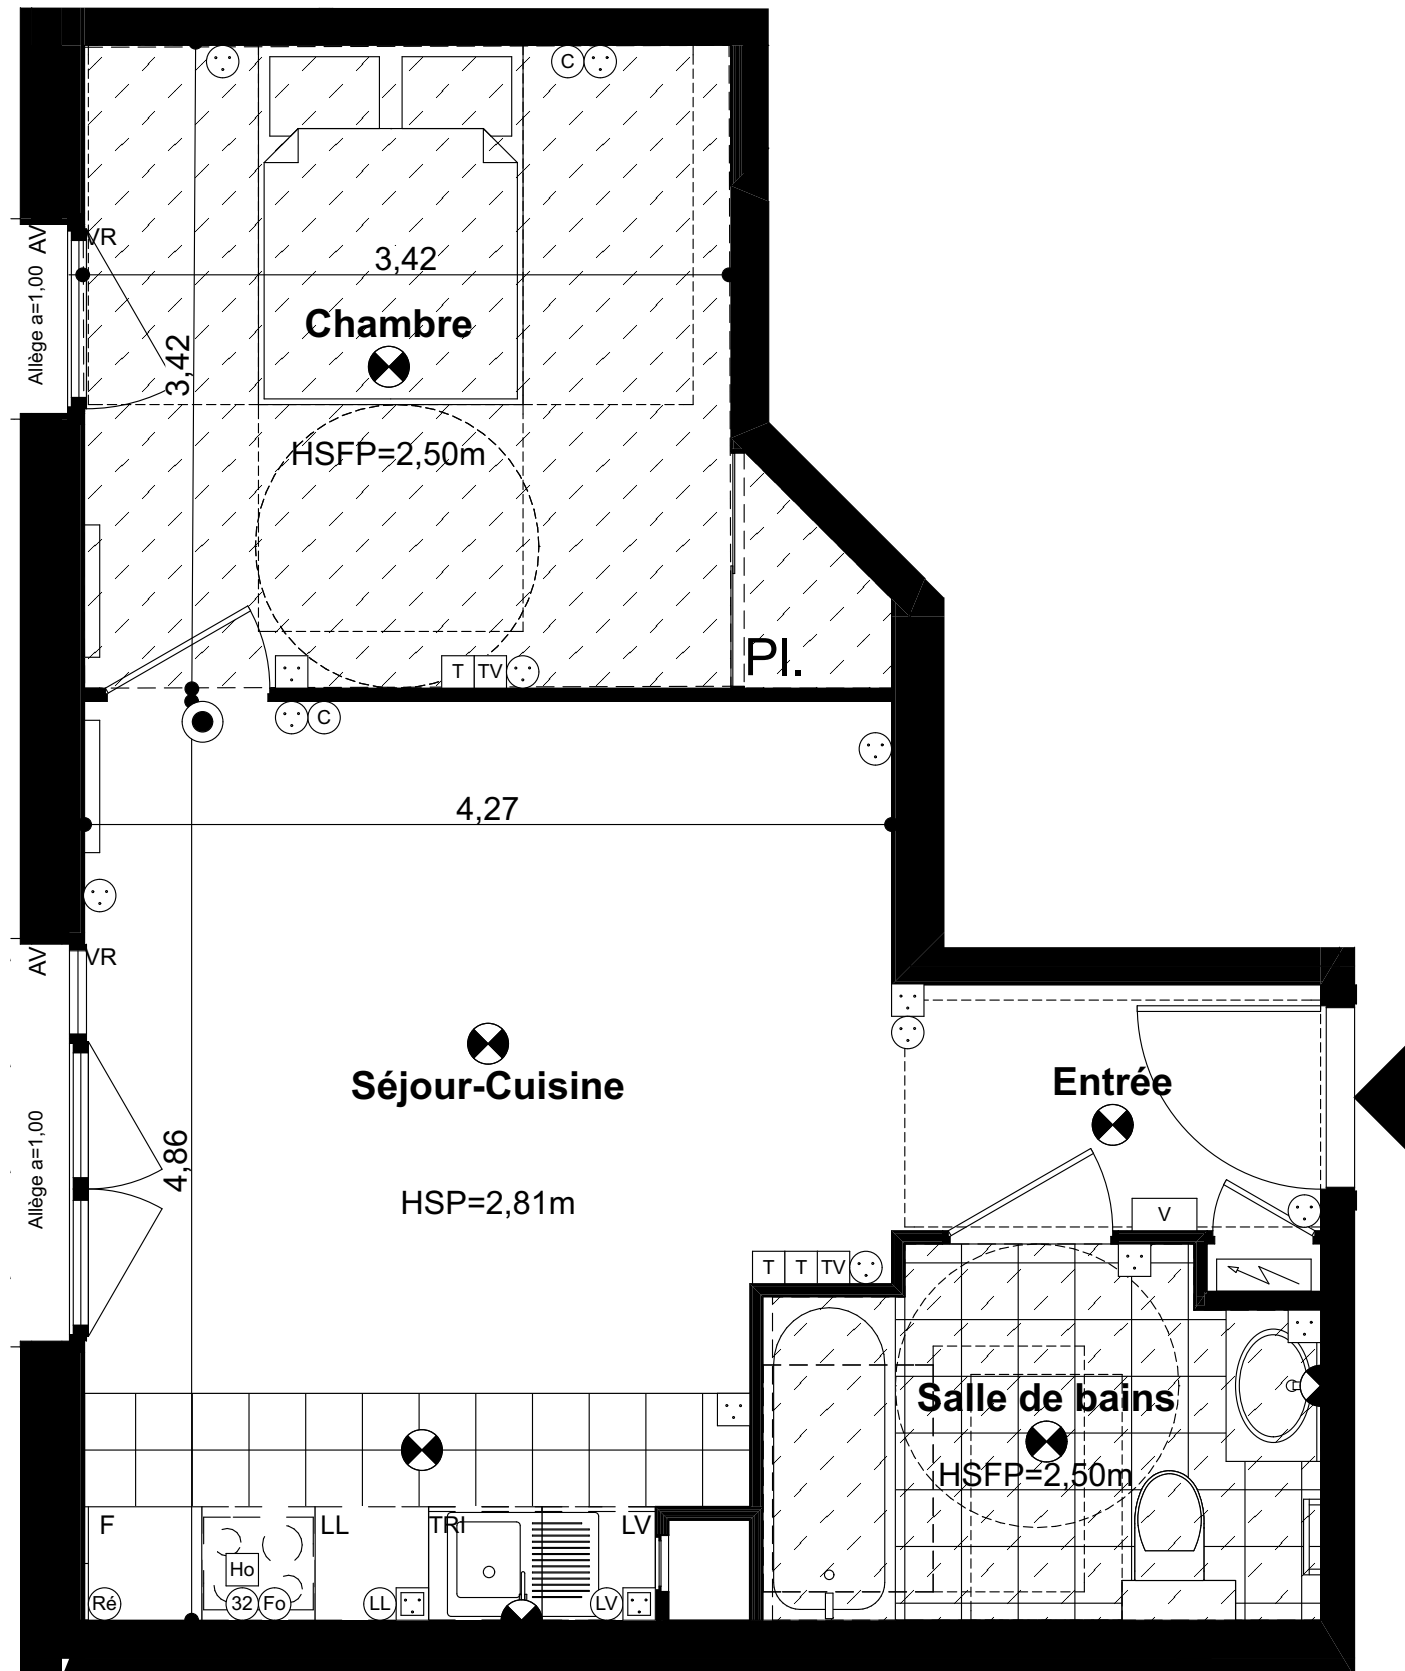 C
AV
VR
3,42
Allège a=1,00
Chambre
3,42
HSFP=2,50m
Pl.
T
TV
C
4,27
AV
VR
Séjour-Cuisine
Entrée
Allège a=1,00
4,86
HSP=2,81m
V
T
T
TV
Salle de bains
HSFP=2,50m
F
LL
TRI
LV
Ho
Ré
32
Fo
LL
LV